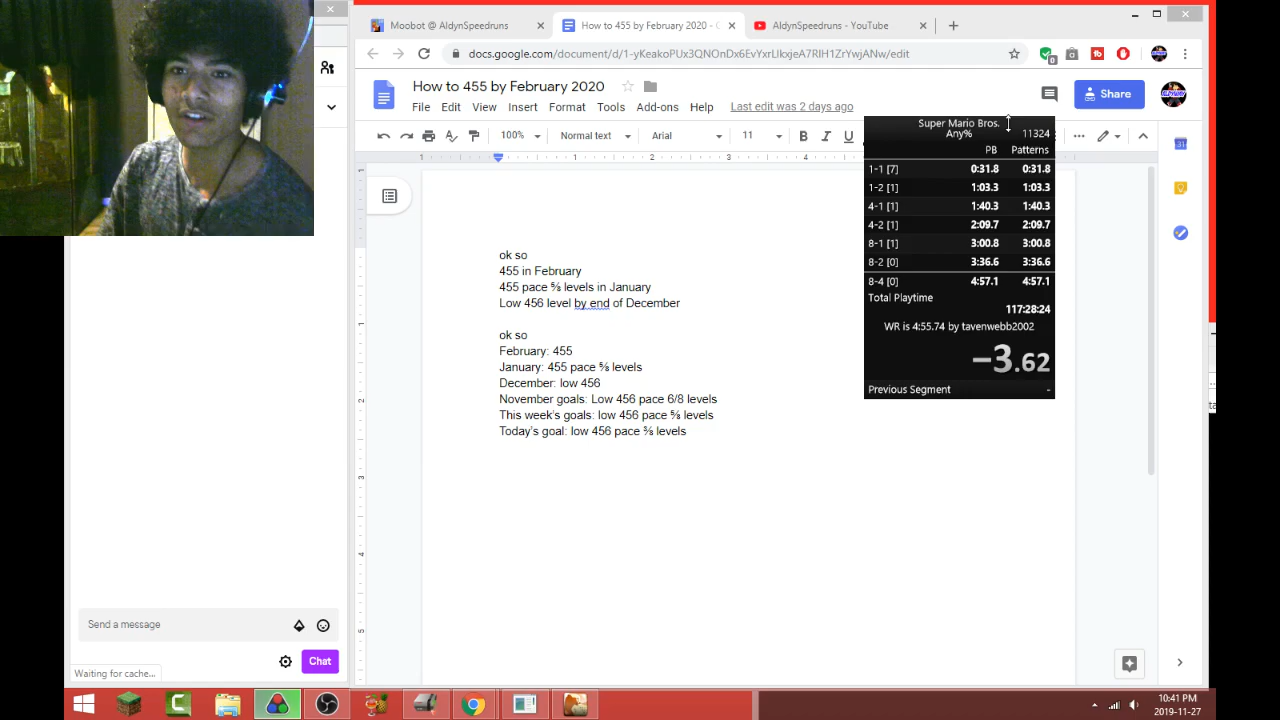 Moobot @ AldynSpeedruns
How to 455 by February 2020 - G
AldynSpeedruns - YouTube
docs.google.com/document/d/1-yKeakoPUx3QNOnDx6EvYxrLlkxjeA7RlH1ZrYwjANw/edit
How to 455 by February 2020
File Edit View Insert Format Tools Add-ons Help Last edit was 2 days ago
Share
100% Normal text Arial 11 B I U
ok so
455 in February
455 pace ⅝ levels in January
Low 456 level by end of December
ok so
February: 455
January: 455 pace ⅝ levels
December: low 456
November goals: Low 456 pace 6/8 levels
This week's goals: low 456 pace ⅝ levels
Today's goal: low 456 pace ⅜ levels
Super Mario Bros.
Any% 11324
PB Patterns
1-1 [7] 0:31.8 0:31.8
1-2 [1] 1:03.3 1:03.3
4-1 [1] 1:40.3 1:40.3
4-2 [1] 2:09.7 2:09.7
8-1 [1] 3:00.8 3:00.8
8-2 [0] 3:36.6 3:36.6
8-4 [0] 4:57.1 4:57.1
Total Playtime
117:28:24
WR is 4:55.74 by tavenwebb2002
−3.62
Previous Segment -
Send a message
Chat
Waiting for cache...
10:41 PM
2019-11-27